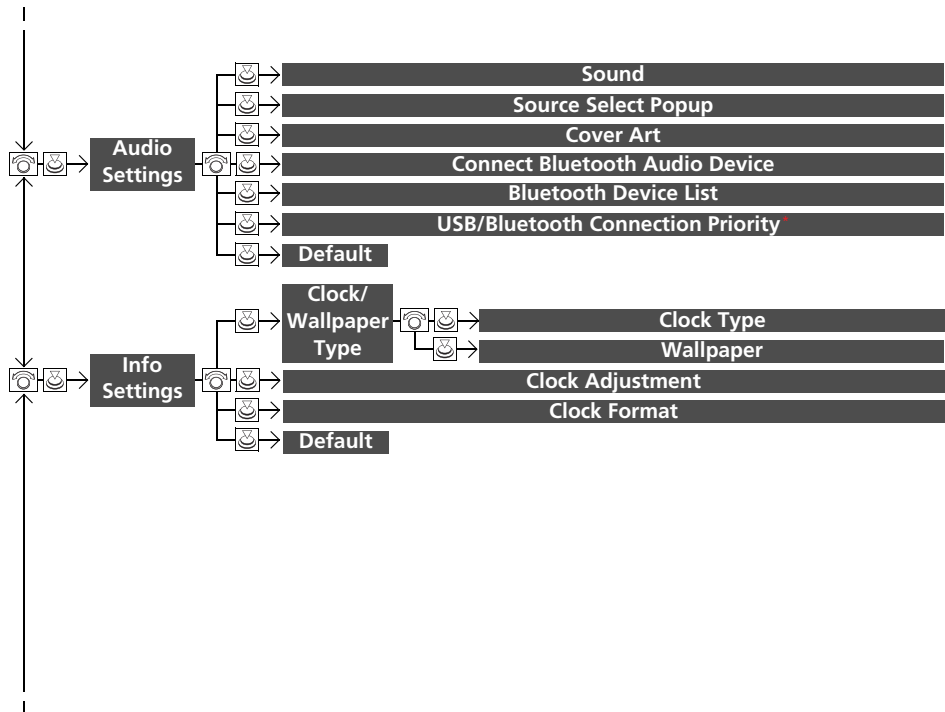 Sound
Source Select Popup
Cover Art
Audio
Settings
Connect Bluetooth Audio Device
Bluetooth Device List
USB/Bluetooth Connection Priority*
Default
Clock/
Wallpaper
Type
Clock Type
Wallpaper
Info
Settings
Clock Adjustment
Clock Format
Default